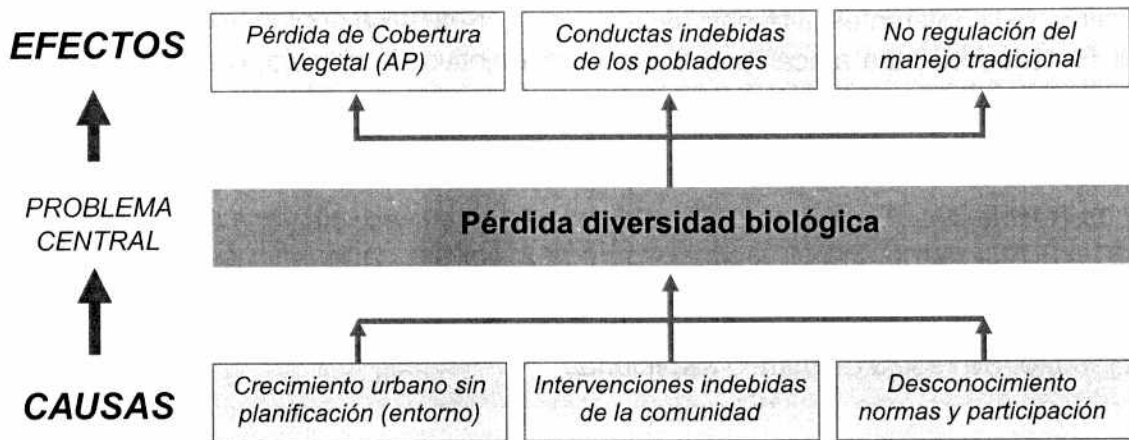 EFECTOS
Pérdida de Cobertura
Vegetal (AP)
Conductas indebidas
de los pobladores
No regulación del
manejo tradicional
PROBLEMA
CENTRAL
Pérdida diversidad biológica
CAUSAS
Crecimiento urbano sin
planificación (entorno)
Intervenciones indebidas
de la comunidad
Desconocimiento
normas y participación